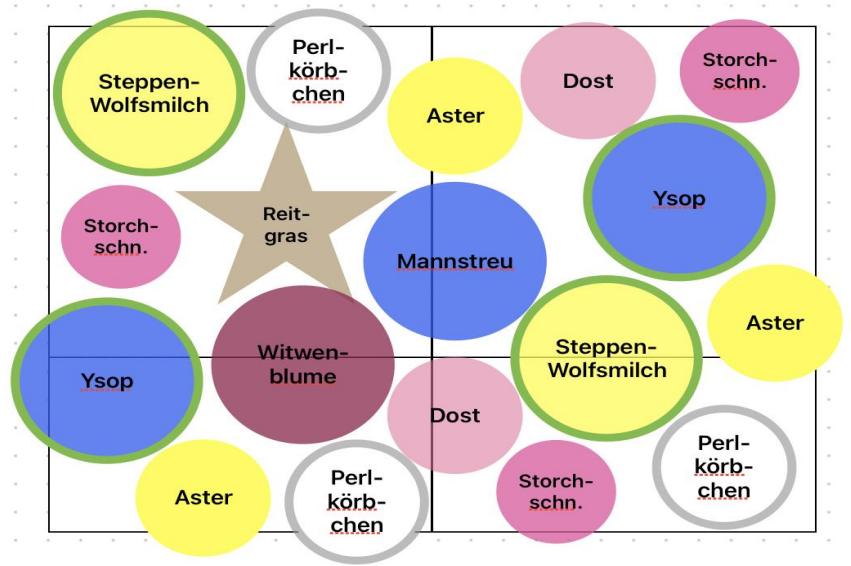 Steppen-
Wolfsmilch
Perl-
körb-
chen
Aster
Dost
Storch-
schn.
Ysop
Reit-
gras
Storch-
schn.
Mannstreu
Aster
Steppen-
Wolfsmilch
Witwen-
blume
Ysop
Dost
Perl-
körb-
chen
Aster
Perl-
körb-
chen
Storch-
schn.